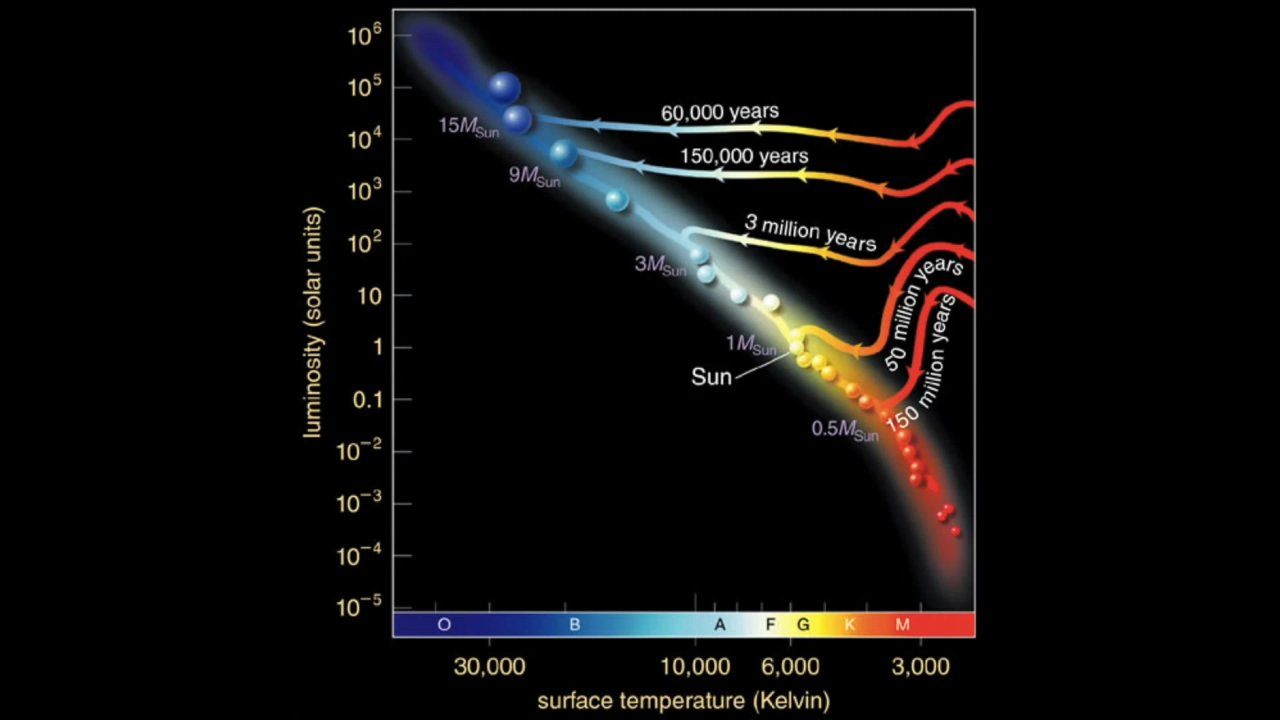 10⁶
10⁵
10⁴
10³
10²
10
1
0.1
10⁻²
10⁻³
10⁻⁴
10⁻⁵
luminosity (solar units)
60,000 years
15M_Sun
150,000 years
9M_Sun
3 million years
3M_Sun
50 million years
1M_Sun
Sun
150 million years
0.5M_Sun
O B A F G K M
30,000 10,000 6,000 3,000
surface temperature (Kelvin)